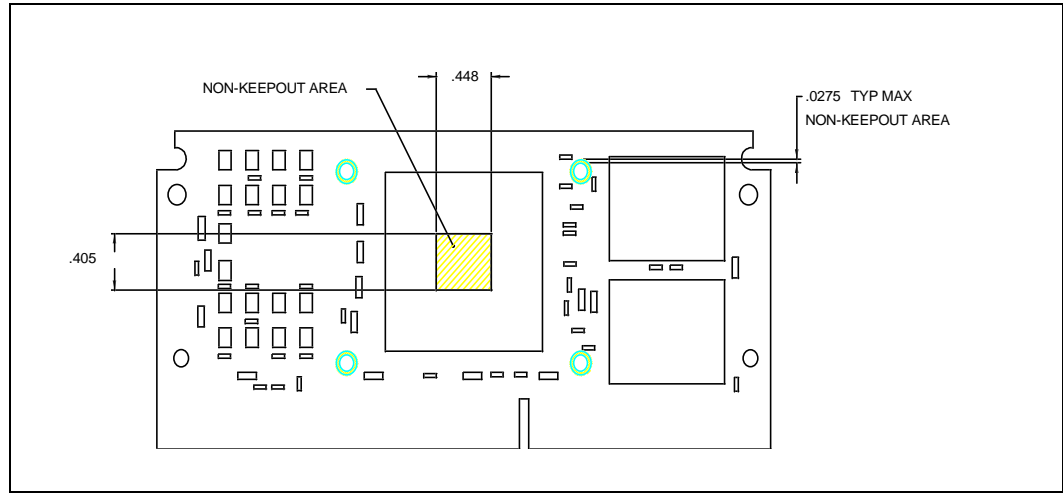 .448
NON-KEEPOUT AREA
.0275 TYP MAX
NON-KEEPOUT AREA
.405